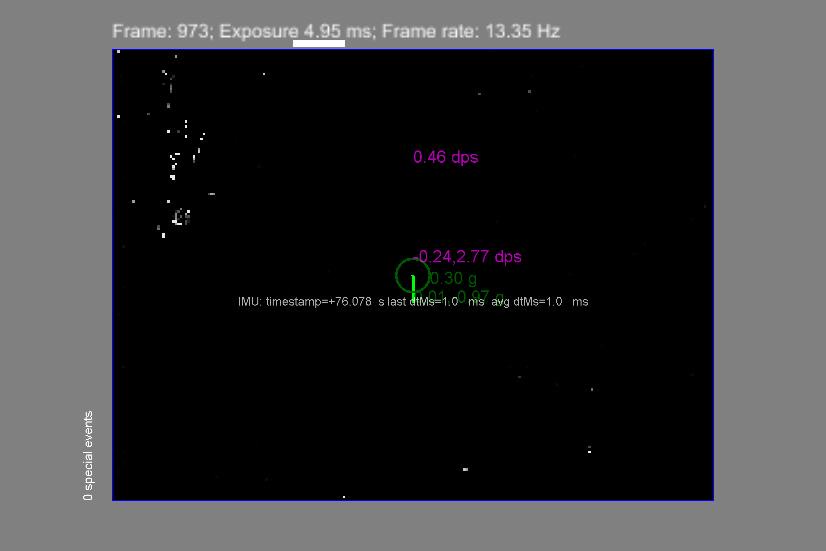 Frame: 973; Exposure 4.95 ms; Frame rate: 13.35 Hz
0.46 dps
-0.24,2.77 dps
0.30 g
0.97 g
IMU: timestamp=+76.078 s last dtMs=1.0 ms avg dtMs=1.0 ms
0 special events